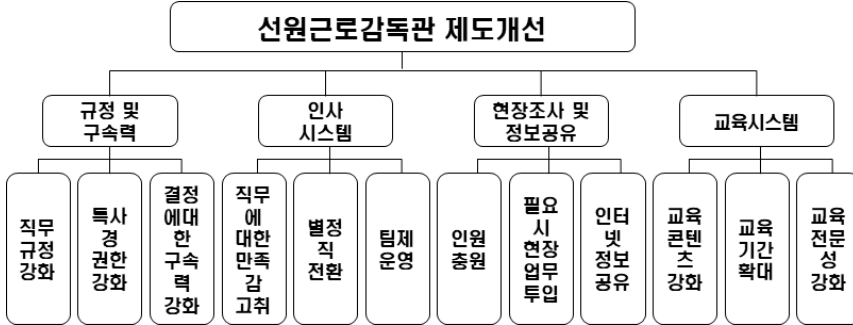 선원근로감독관 제도개선
규정 및
구속력
인사
시스템
현장조사 및
정보공유
교육시스템
직무
규정
강화
특사
경
권한
강화
결정
에대
한
구속
력
강화
직무
에
대한
만족
감
고취
별정
직
전환
팀제
운영
인원
충원
필요
시
현장
업무
투입
인터
넷
정보
공유
교육
콘텐
츠
강화
교육
기간
확대
교육
전문
성
강화